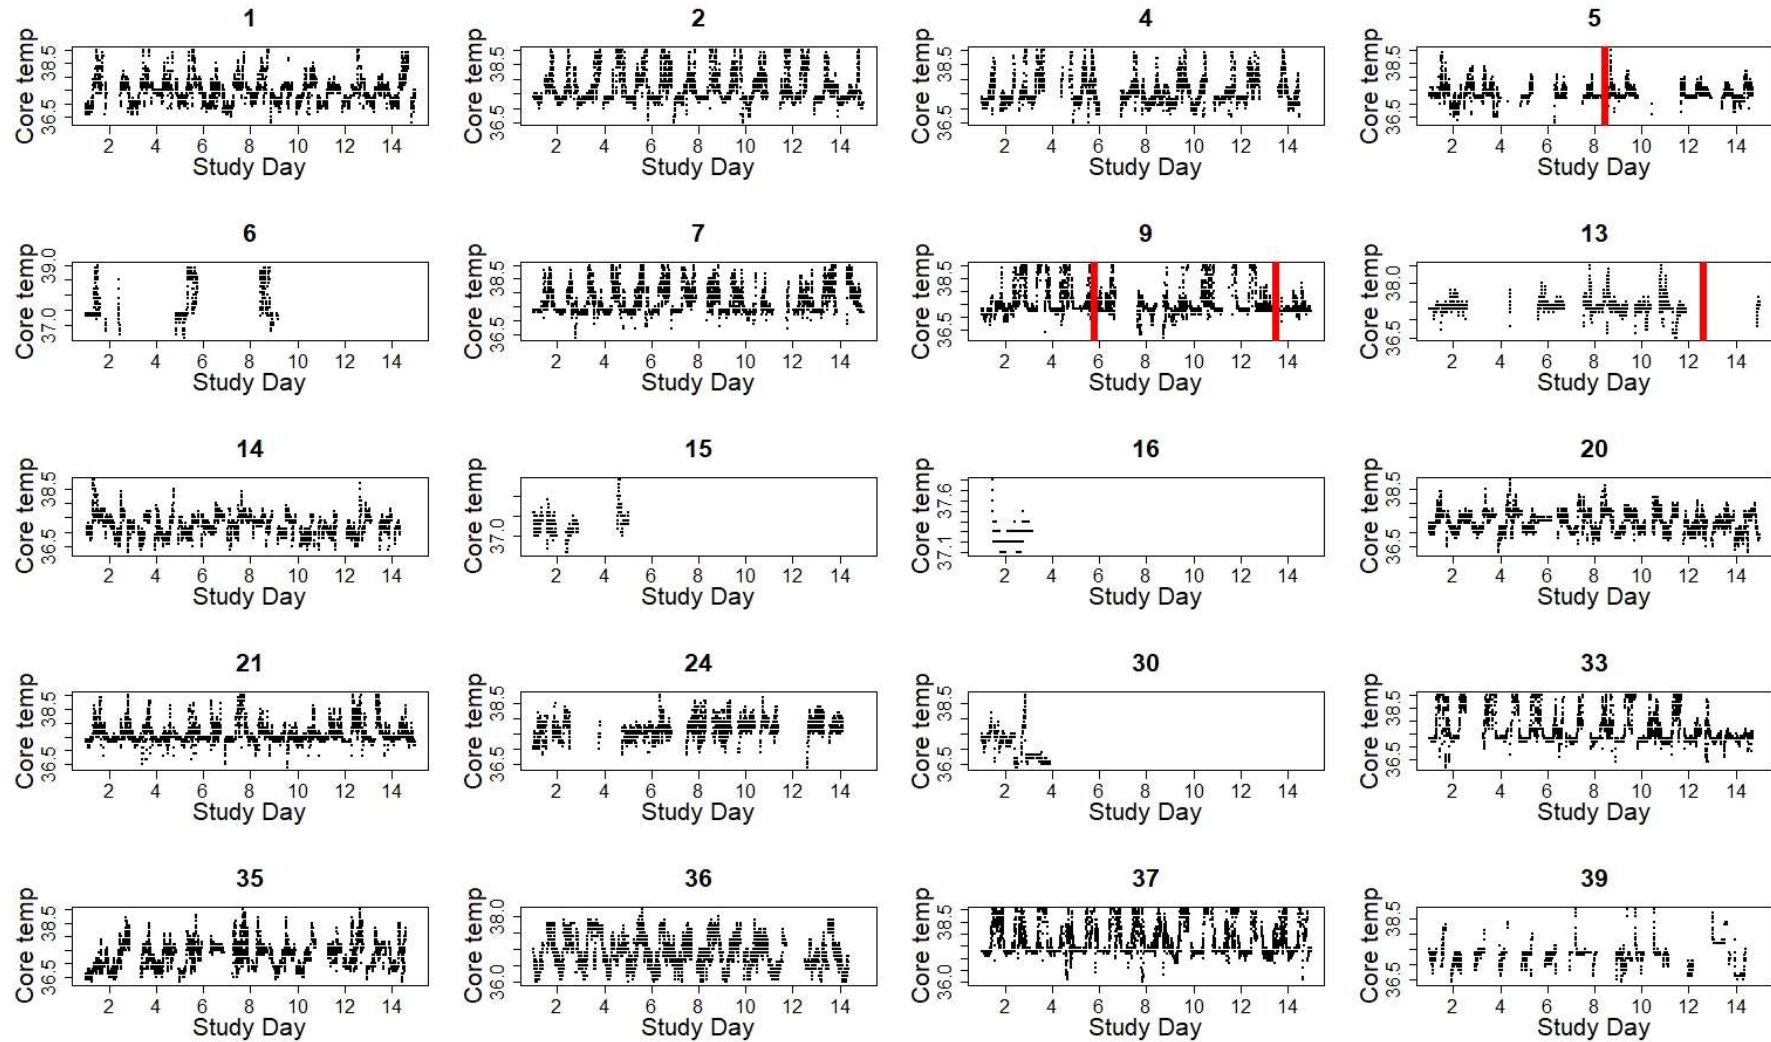 1 2 4 5
Core temp 36.5 38.5 Core temp 36.5 38.5 Core temp 36.5 38.5 Core temp 36.5 38.5
2 4 6 8 10 12 14 2 4 6 8 10 12 14 2 4 6 8 10 12 14 2 4 6 8 10 12 14
Study Day Study Day Study Day Study Day
6 7 9 13
Core temp 37.0 39.0 Core temp 36.5 38.5 Core temp 36.5 38.5 Core temp 36.5 38.0
2 4 6 8 10 12 14 2 4 6 8 10 12 14 2 4 6 8 10 12 14 2 4 6 8 10 12 14
Study Day Study Day Study Day Study Day
14 15 16 20
Core temp 36.5 38.5 Core temp 37.0 Core temp 37.1 37.6 Core temp 36.5 38.5
2 4 6 8 10 12 14 2 4 6 8 10 12 14 2 4 6 8 10 12 14 2 4 6 8 10 12 14
Study Day Study Day Study Day Study Day
21 24 30 33
Core temp 36.5 38.5 Core temp 36.5 38.5 Core temp 36.5 38.5 Core temp 36.5 38.5
2 4 6 8 10 12 14 2 4 6 8 10 12 14 2 4 6 8 10 12 14 2 4 6 8 10 12 14
Study Day Study Day Study Day Study Day
35 36 37 39
Core temp 36.5 38.5 Core temp 36.0 38.0 Core temp 36.0 38.5 Core temp 36.5 38.5
2 4 6 8 10 12 14 2 4 6 8 10 12 14 2 4 6 8 10 12 14 2 4 6 8 10 12 14
Study Day Study Day Study Day Study Day